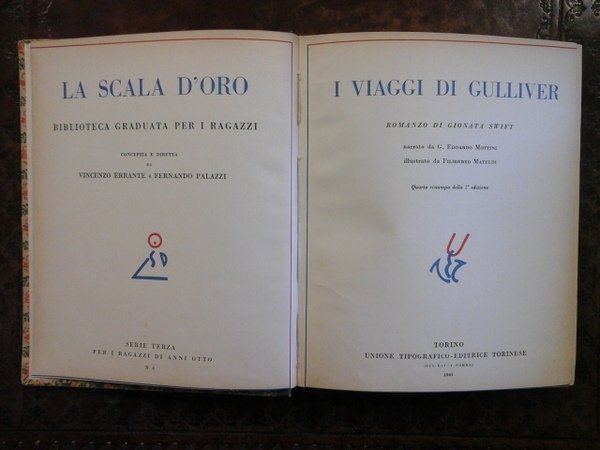 LA SCALA D'ORO
BIBLIOTECA GRADUATA PER I RAGAZZI
CONCEPITA E DIRETTA
DA
VINCENZO ERRANTE e FERNANDO PALAZZI
SERIE TERZA
PER I RAGAZZI DI ANNI OTTO
I VIAGGI DI GULLIVER
ROMANZO DI GIONATA SWIFT
narrato da G. EDOARDO MOTTINI
illustrato da FILIBERTO MATELDI
Quarta ristampa della 1ª edizione
TORINO
UNIONE TIPOGRAFICO-EDITRICE TORINESE